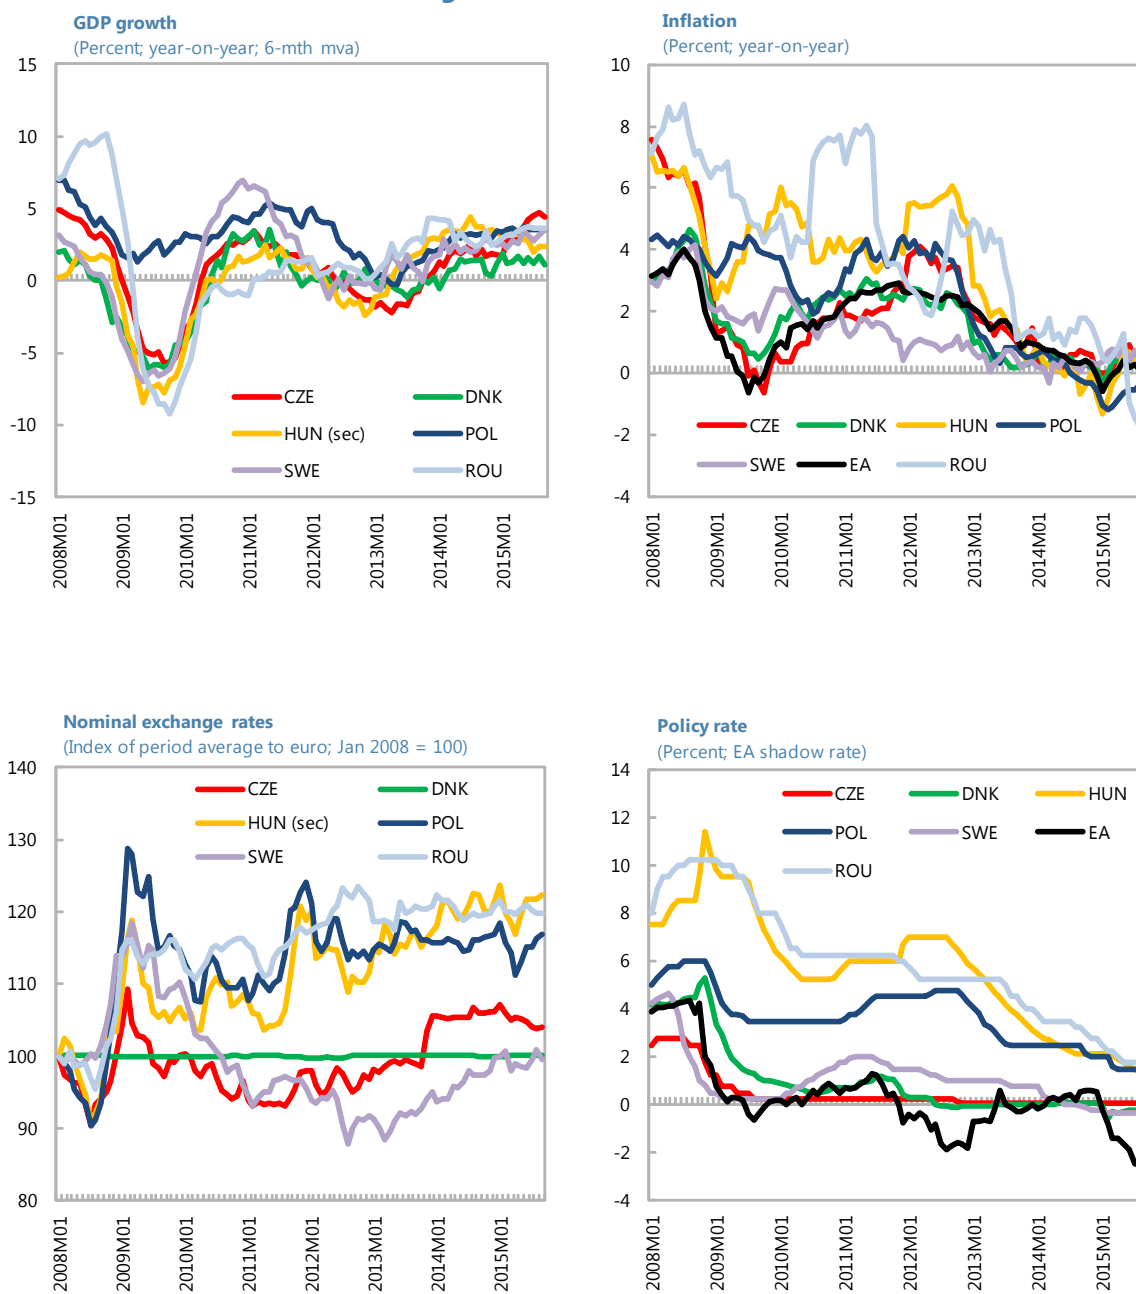 GDP growth
(Percent; year-on-year; 6-mth mva)
15
10
5
0
-5
-10
-15
CZE
DNK
HUN (sec)
POL
SWE
ROU
2008M01
2009M01
2010M01
2011M01
2012M01
2013M01
2014M01
2015M01
Inflation
(Percent; year-on-year)
10
8
6
4
2
0
-2
-4
CZE
DNK
HUN
POL
SWE
EA
ROU
2008M01
2009M01
2010M01
2011M01
2012M01
2013M01
2014M01
2015M01
Nominal exchange rates
(Index of period average to euro; Jan 2008 = 100)
140
130
120
110
100
90
80
CZE
DNK
HUN (sec)
POL
SWE
ROU
2008M01
2009M01
2010M01
2011M01
2012M01
2013M01
2014M01
2015M01
Policy rate
(Percent; EA shadow rate)
14
12
10
8
6
4
2
0
-2
-4
CZE
DNK
HUN
POL
SWE
EA
ROU
2008M01
2009M01
2010M01
2011M01
2012M01
2013M01
2014M01
2015M01